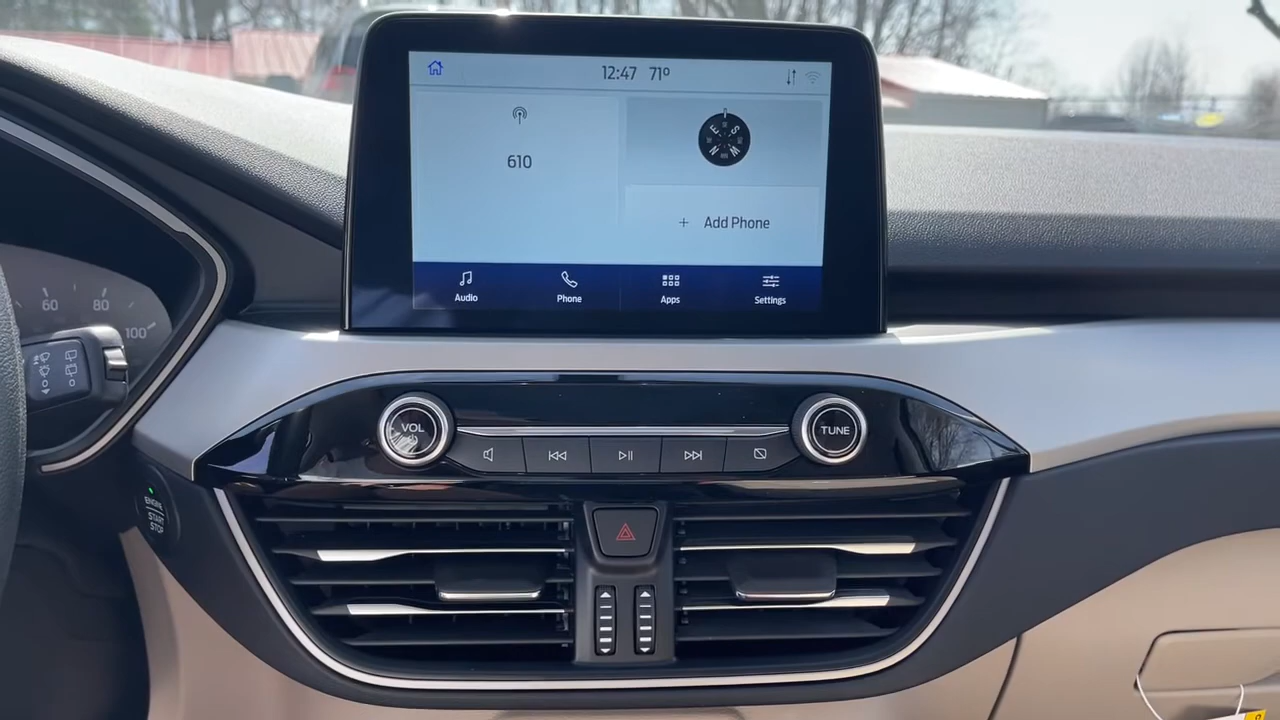 12:47 71°
610
E S
N W
+ Add Phone
Audio Phone Apps Settings
60 80 100
VOL
TUNE
ENGINE
START
STOP